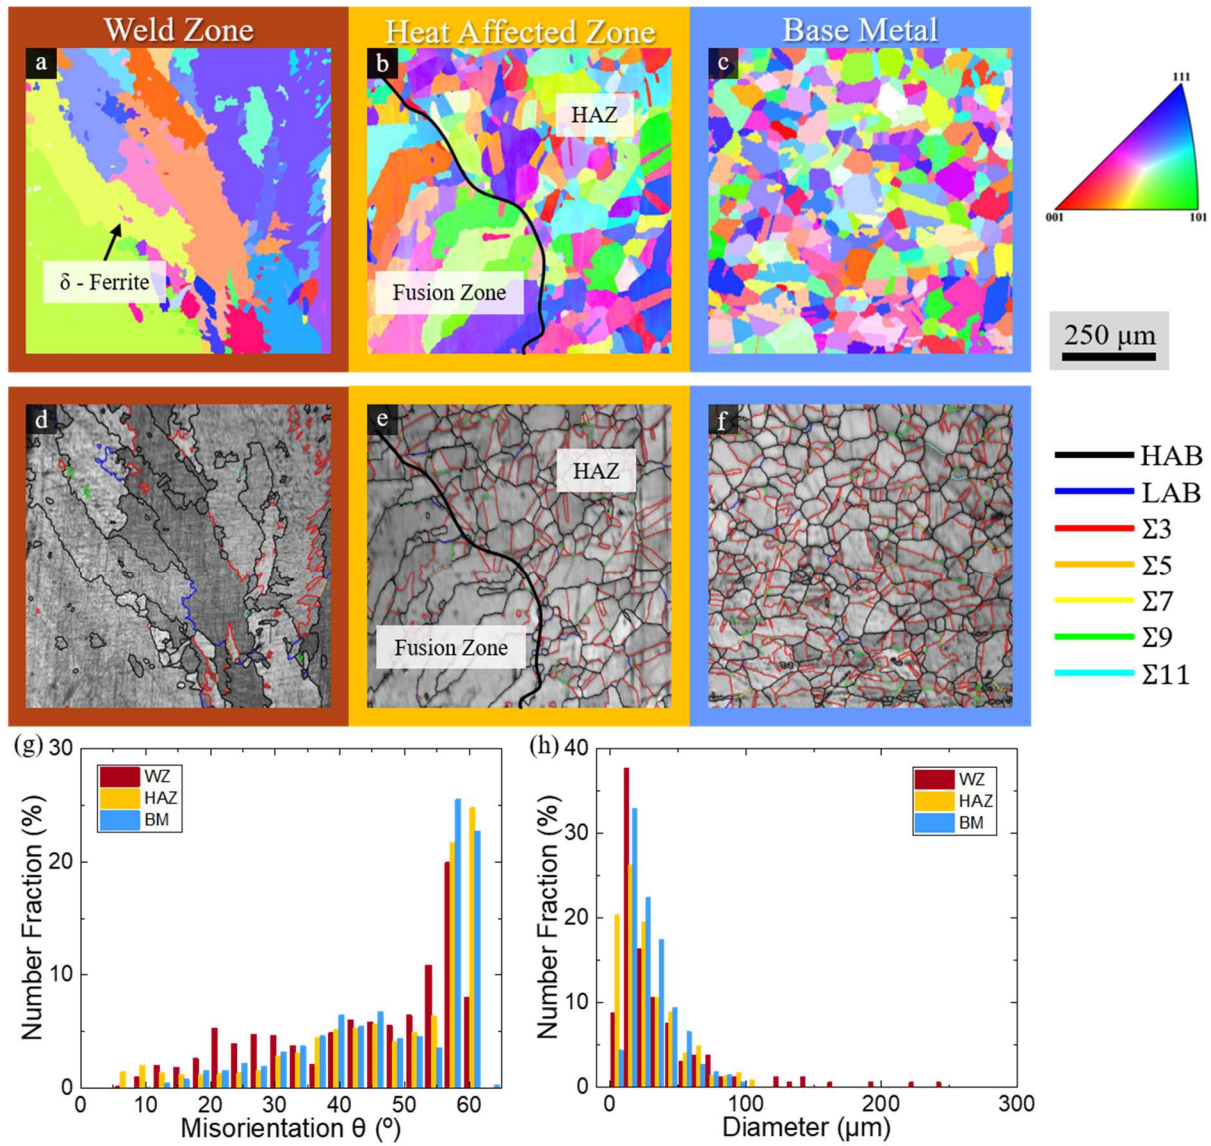 Weld Zone
Heat Affected Zone
Base Metal
a
δ - Ferrite
b
HAZ
Fusion Zone
c
111
001
101
250 μm
d
e
HAZ
Fusion Zone
f
HAB
LAB
Σ3
Σ5
Σ7
Σ9
Σ11
(g)
Number Fraction (%)
30
20
10
0
WZ
HAZ
BM
0 10 20 30 40 50 60
Misorientation θ (º)
(h)
Number Fraction (%)
40
30
20
10
0
WZ
HAZ
BM
0 100 200 300
Diameter (μm)